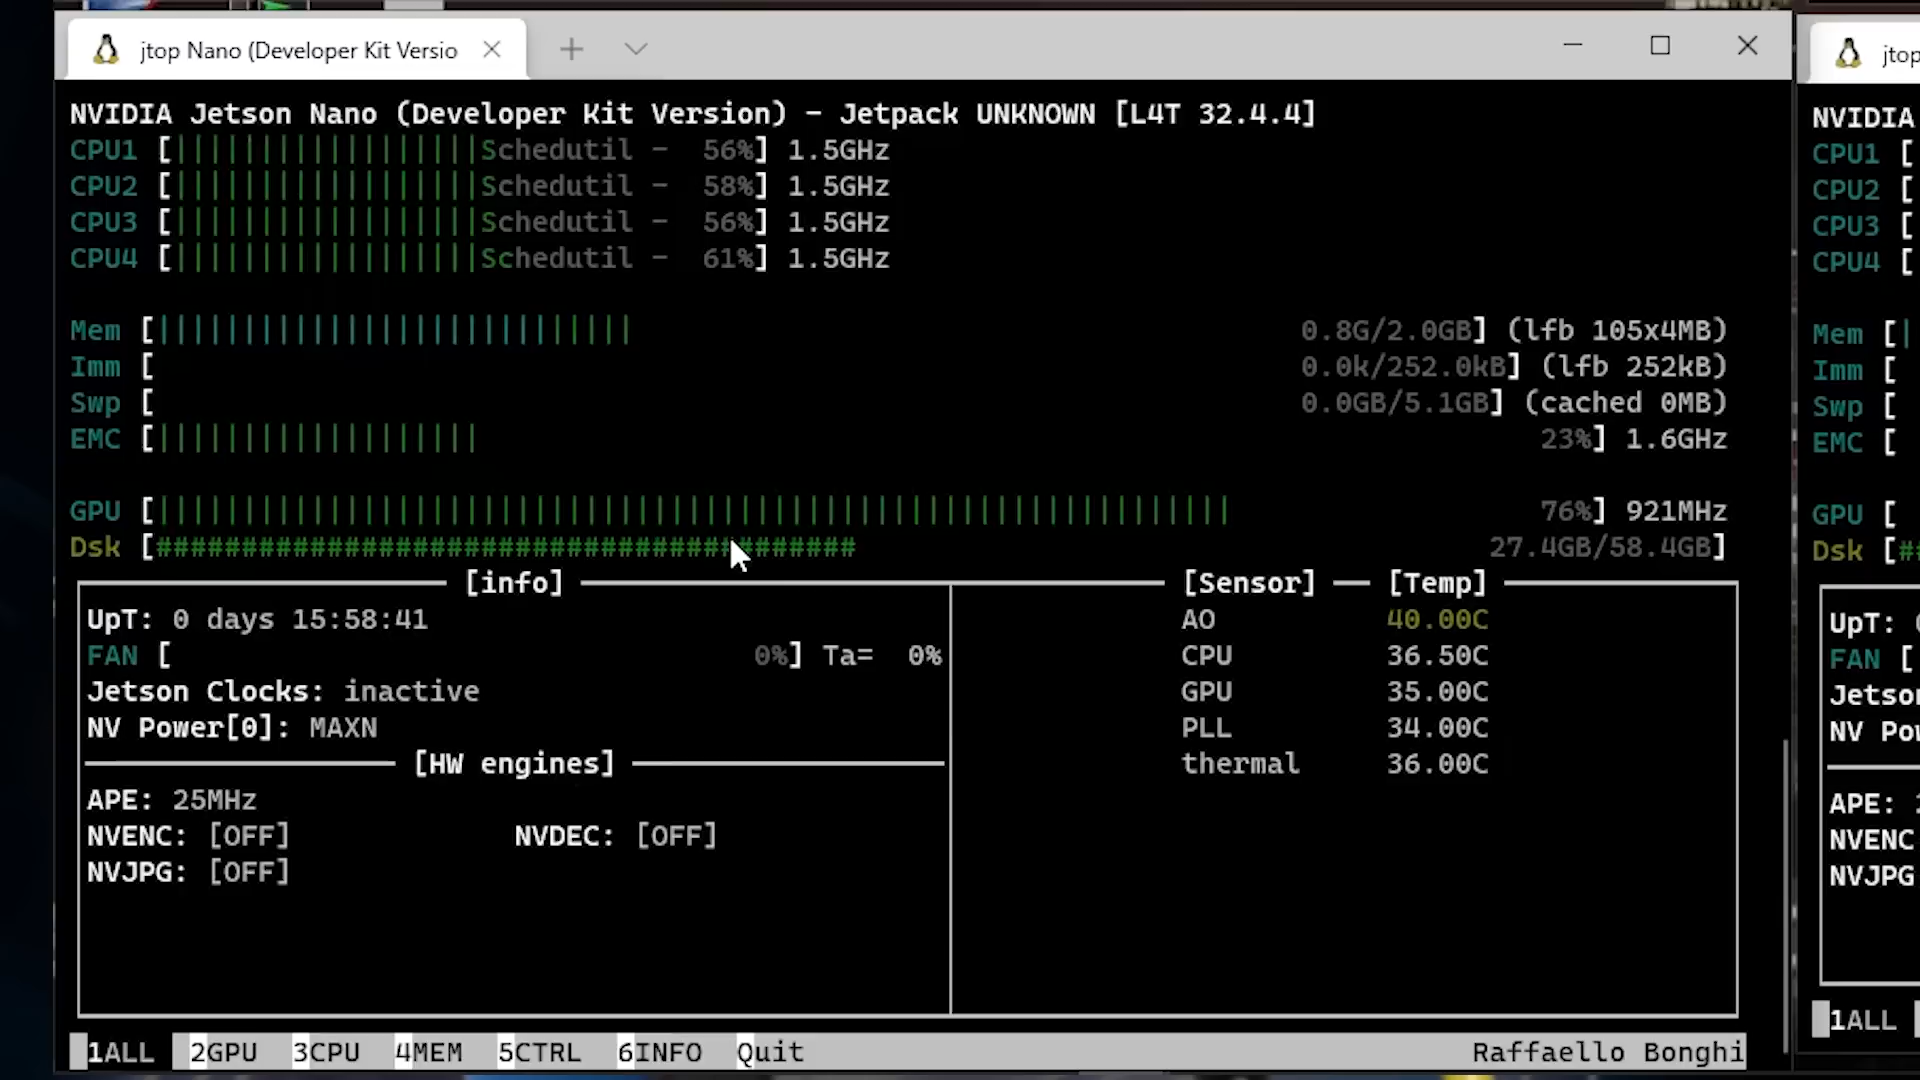 jtop Nano (Developer Kit Versio
NVIDIA Jetson Nano (Developer Kit Version) - Jetpack UNKNOWN [L4T 32.4.4]
CPU1 [|||||||||||||||||||Schedutil - 56%] 1.5GHz
CPU2 [|||||||||||||||||||Schedutil - 58%] 1.5GHz
CPU3 [|||||||||||||||||||Schedutil - 56%] 1.5GHz
CPU4 [|||||||||||||||||||Schedutil - 61%] 1.5GHz
Mem [||||||||||||||||||||||||||||| 0.8G/2.0GB] (lfb 105x4MB)
Imm [ 0.0k/252.0kB] (lfb 252kB)
Swp [ 0.0GB/5.1GB] (cached 0MB)
EMC [||||||||||||||||||| 23%] 1.6GHz
GPU [||||||||||||||||||||||||||||||||||||||||||||||||||||||||||||||| 76%] 921MHz
Dsk [######################################### 27.4GB/58.4GB]
[info]
UpT: 0 days 15:58:41
FAN [ 0%] Ta= 0%
Jetson Clocks: inactive
NV Power[0]: MAXN
[HW engines]
APE: 25MHz
NVENC: [OFF] NVDEC: [OFF]
NVJPG: [OFF]
[Sensor] [Temp]
AO 40.00C
CPU 36.50C
GPU 35.00C
PLL 34.00C
thermal 36.00C
1ALL 2GPU 3CPU 4MEM 5CTRL 6INFO Quit Raffaello Bonghi
jtop
NVIDIA
CPU1 [
CPU2 [
CPU3 [
CPU4 [
Mem [|
Imm [
Swp [
EMC [
GPU [
Dsk [#
UpT:
FAN [
Jetson
NV Pow
APE:
NVENC
NVJPG
1ALL